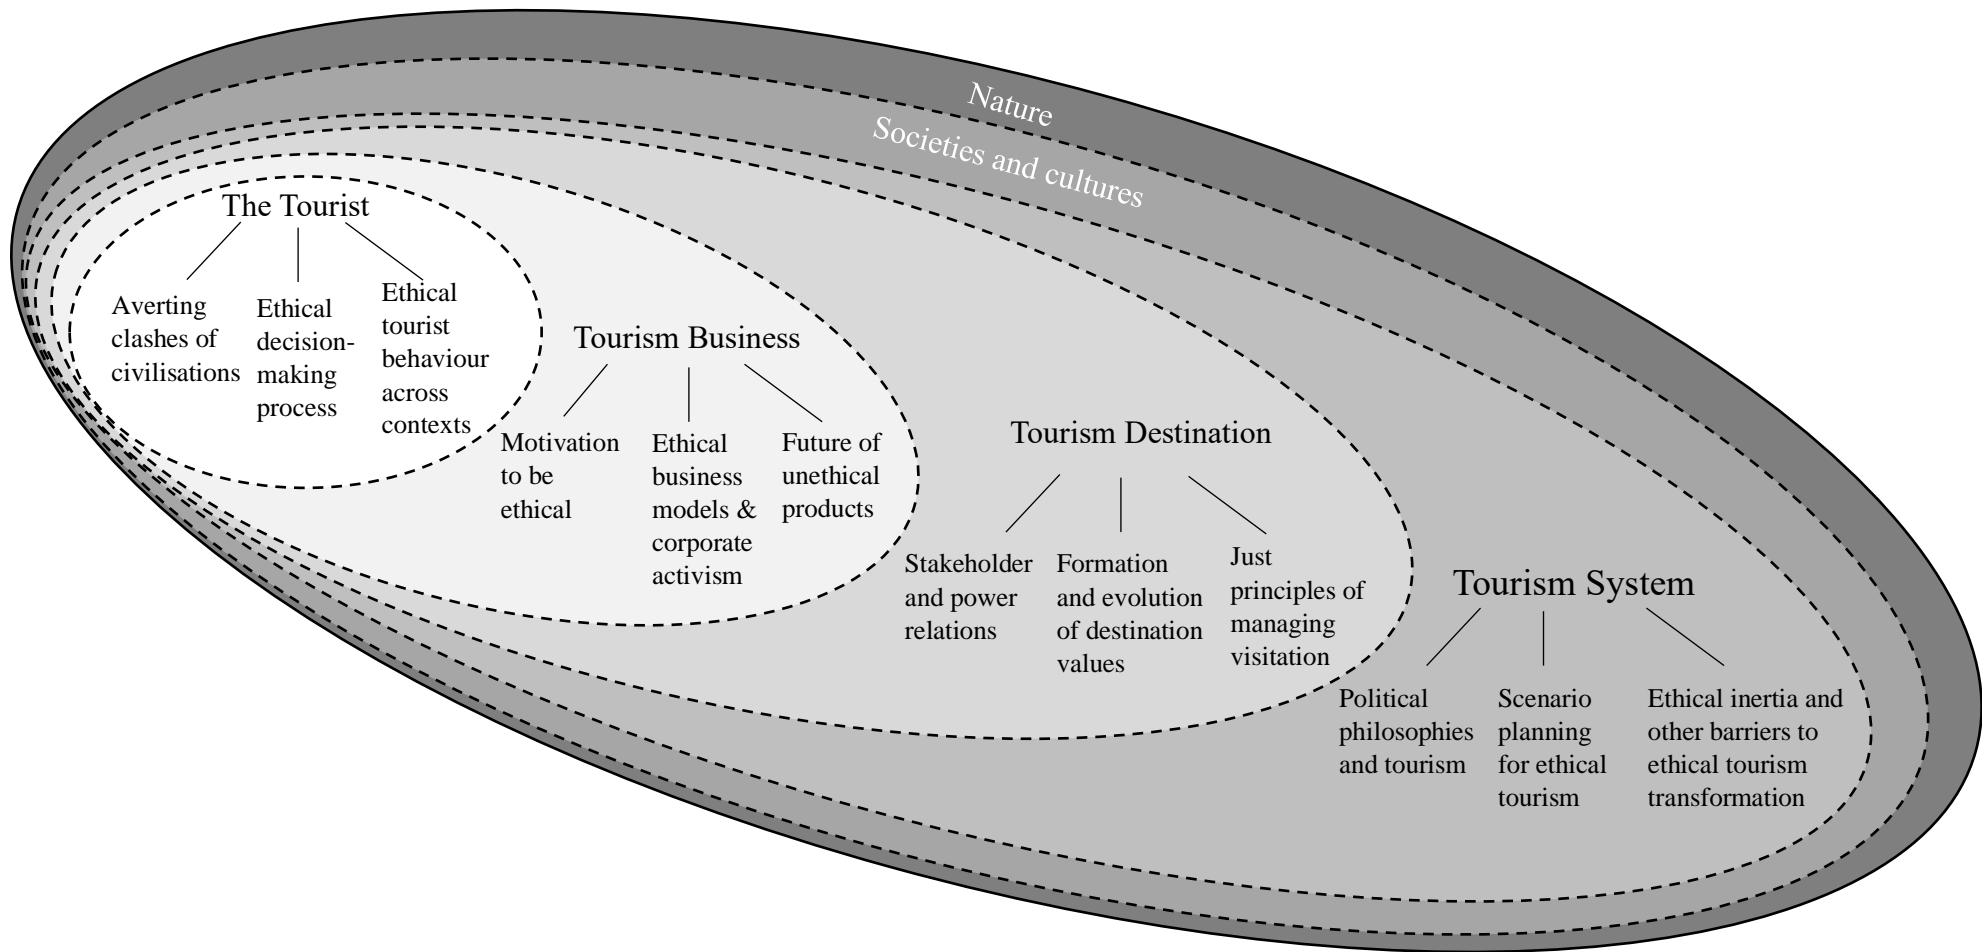 Nature
Societies and cultures
The Tourist
Averting
clashes of
civilisations
Ethical
decision-
making
process
Ethical
tourist
behaviour
across
contexts
Tourism Business
Motivation
to be
ethical
Ethical
business
models &
corporate
activism
Future of
unethical
products
Tourism Destination
Stakeholder
and power
relations
Formation
and evolution
of destination
values
Just
principles of
managing
visitation
Tourism System
Political
philosophies
and tourism
Scenario
planning
for ethical
tourism
Ethical inertia and
other barriers to
ethical tourism
transformation